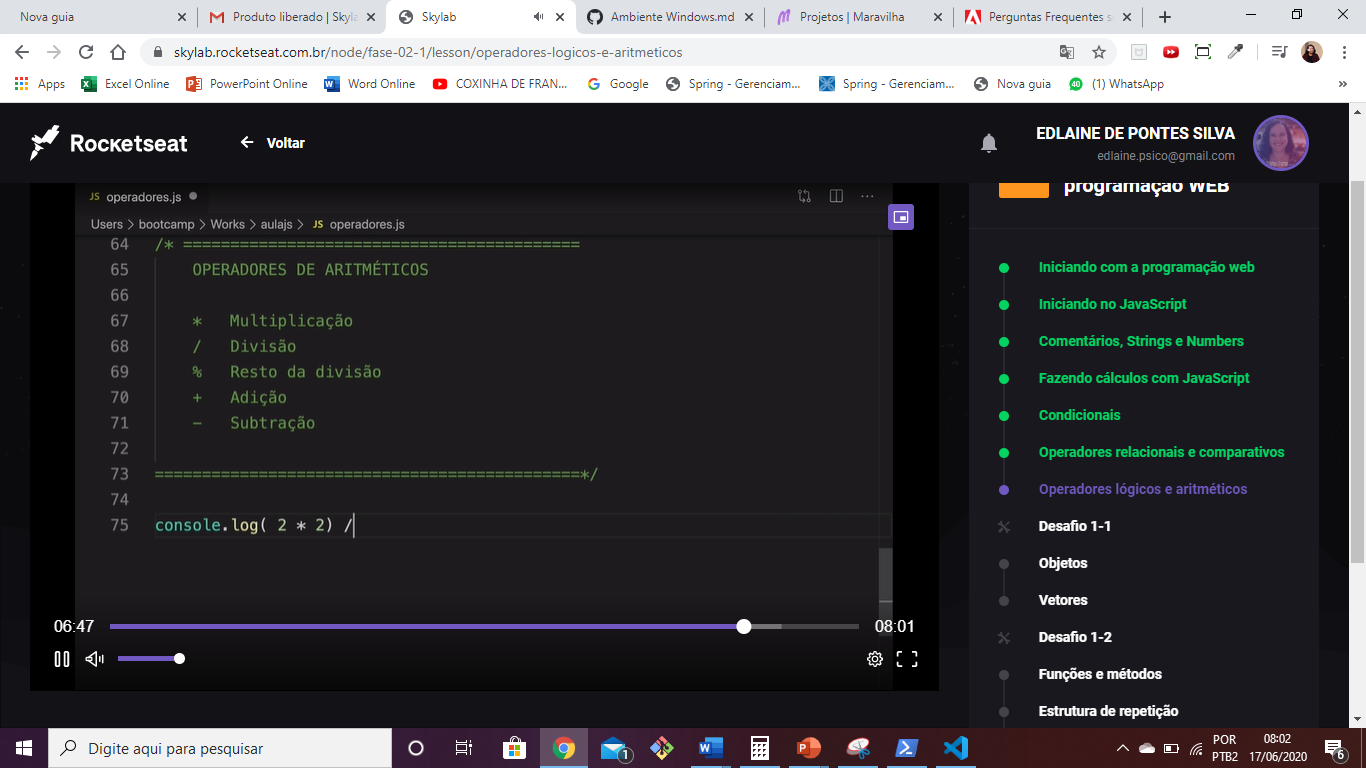 Nova guia
Produto liberado | Skyla
Skylab
Ambiente Windows.md
Projetos | Maravilha
Perguntas Frequentes s
skylab.rocketseat.com.br/node/fase-02-1/lesson/operadores-logicos-e-aritmeticos
Apps
Excel Online
PowerPoint Online
Word Online
COXINHA DE FRAN...
Google
Spring - Gerenciam...
Spring - Gerenciam...
Nova guia
40
(1) WhatsApp
»
Rocketseat
Voltar
EDLAINE DE PONTES SILVA
edlaine.psico@gmail.com
JS operadores.js
Users > bootcamp > Works > aulajs > JS operadores.js
64 /* =============================================
65 OPERADORES DE ARITMÉTICOS
66
67 * Multiplicação
68 / Divisão
69 % Resto da divisão
70 + Adição
71 - Subtração
72
73 =============================================*/
74
75 console.log( 2 * 2) /
06:47
08:01
programação WEB
Iniciando com a programação web
Iniciando no JavaScript
Comentários, Strings e Numbers
Fazendo cálculos com JavaScript
Condicionais
Operadores relacionais e comparativos
Operadores lógicos e aritméticos
Desafio 1-1
Objetos
Vetores
Desafio 1-2
Funções e métodos
Estrutura de repetição
Digite aqui para pesquisar
1
POR
PTB2
08:02
17/06/2020
6